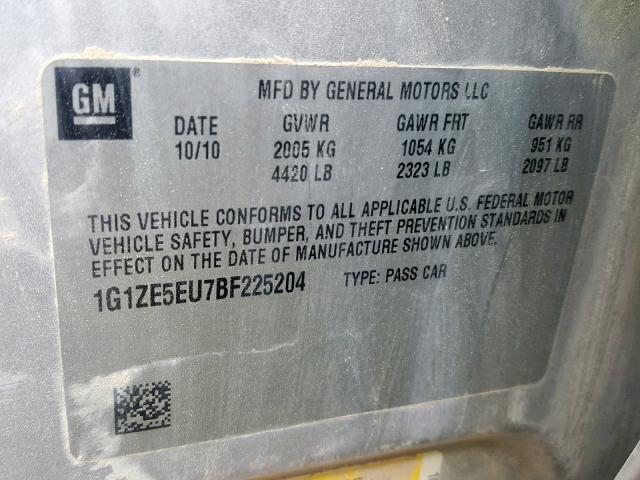 GM®
MFD BY GENERAL MOTORS LLC
DATE GVWR GAWR FRT GAWR RR
10/10 2005 KG 1054 KG 951 KG
4420 LB 2323 LB 2097 LB
THIS VEHICLE CONFORMS TO ALL APPLICABLE U.S. FEDERAL MOTOR
VEHICLE SAFETY, BUMPER, AND THEFT PREVENTION STANDARDS IN
EFFECT ON THE DATE OF MANUFACTURE SHOWN ABOVE.
1G1ZE5EU7BF225204 TYPE: PASS CAR